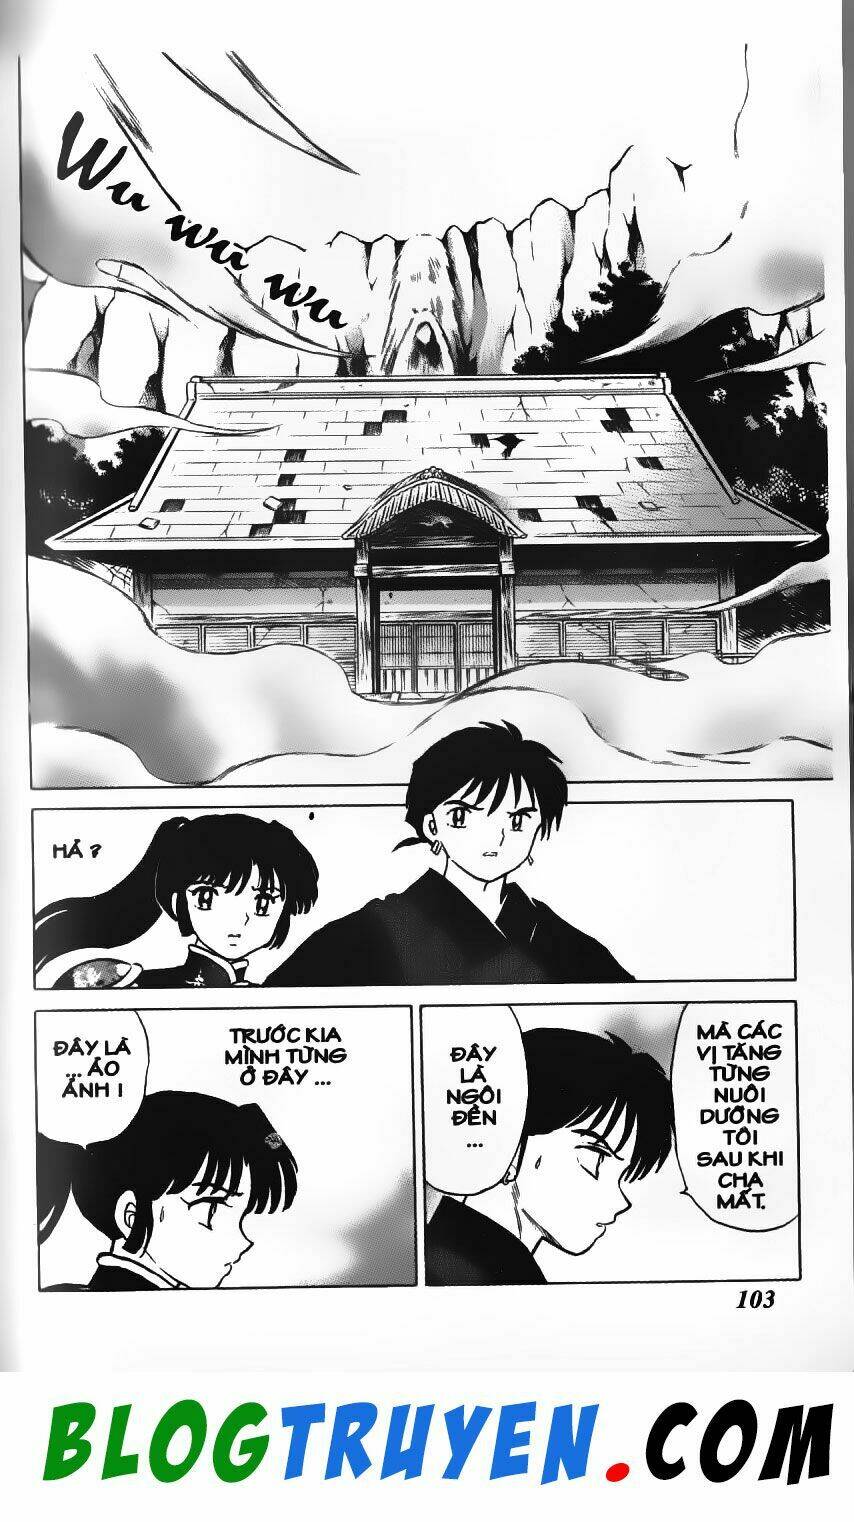 Wu wu wu
HẢ ?
MÀ CÁC
VỊ TĂNG
TỪNG
NUÔI
DƯỠNG
TÔI
SAU KHI
CHA
MẤT.
ĐÂY
LÀ
NGÔI
ĐỀN
...
TRƯỚC KIA
MÌNH TỪNG
Ở ĐÂY ...
ĐÂY LÀ
... ẢO
ẢNH !
103
BLOGTRUYEN.COM